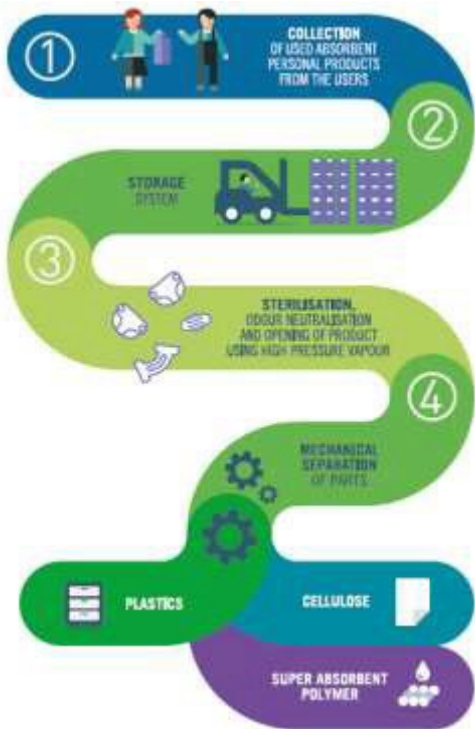 1
COLLECTION
OF USED ABSORBENT
PERSONAL PRODUCTS
FROM THE USERS
2
STORAGE
SYSTEM
3
STERILISATION,
ODOUR NEUTRALISATION
AND OPENING OF PRODUCT
USING HIGH PRESSURE VAPOUR
4
MECHANICAL
SEPARATION
OF PARTS
PLASTICS
CELLULOSE
SUPER ABSORBENT
POLYMER